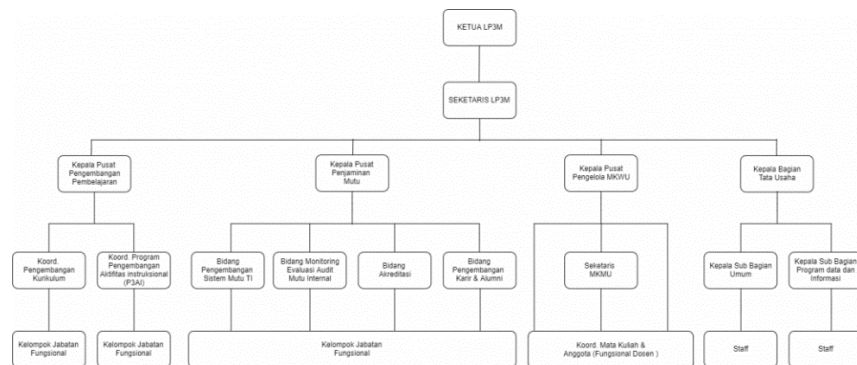 KETUA LP3M
SEKETARIS LP3M
Kepala Pusat
Pengembangan
Pembelajaran
Kepala Pusat
Penjaminan
Mutu
Kepala Pusat
Pengelola MKWU
Kepala Bagian
Tata Usaha
Koord.
Pengembangan
Kurikulum
Koord. Program
Pengembangan
Aktifitas instruksional
(P3AI)
Bidang
Pengembangan
Sistem Mutu TI
Bidang Monitoring
Evaluasi Audit
Mutu Internal
Bidang
Akreditasi
Bidang
Pengembangan
Karir & Alumni
Seketaris
MKMU
Kepala Sub Bagian
Umum
Kepala Sub Bagian
Program data dan
Informasi
Kelompok Jabatan
Fungsional
Kelompok Jabatan
Fungsional
Kelompok Jabatan
Fungsional
Koord. Mata Kuliah &
Anggota (Fungsional Dosen )
Staff
Staff